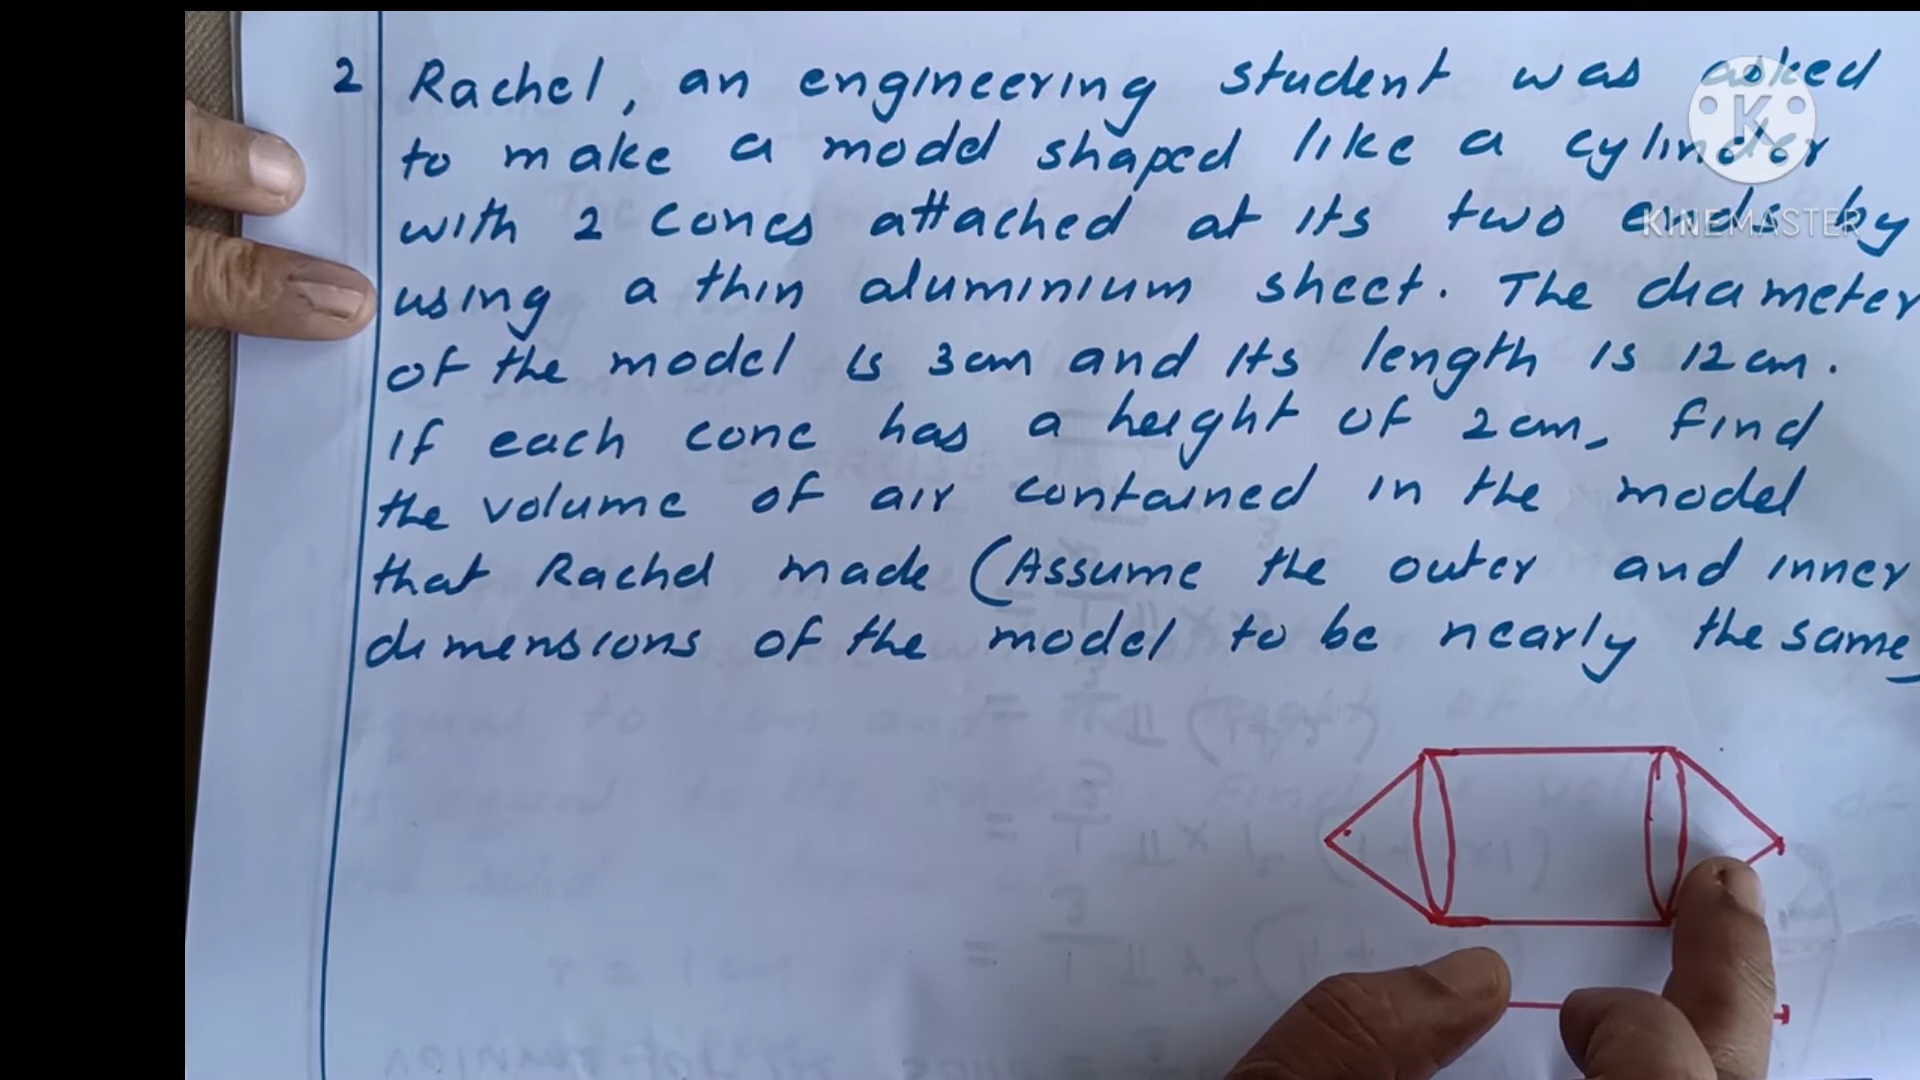 2 Rachel, an engineering student was asked
to make a model shaped like a cylinder
with 2 cones attached at its two ends by
using a thin aluminium sheet. The diameter
of the model is 3cm and its length is 12cm.
If each cone has a height of 2cm, find
the volume of air contained in the model
that Rachel made (Assume the outer and inner
dimensions of the model to be nearly the same)
K
KINEMASTER